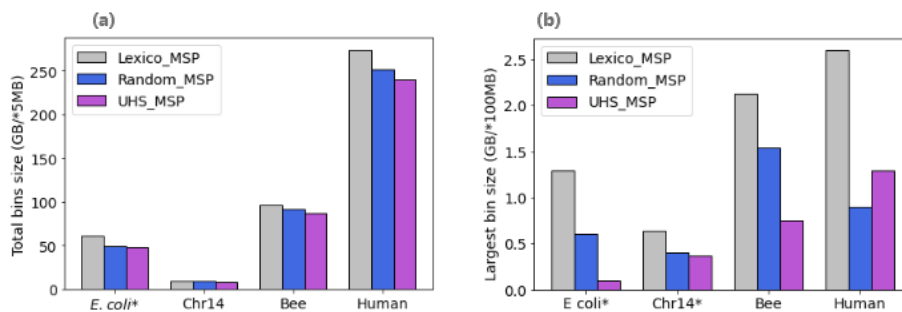 (a)
Total bins size (GB/*5MB)
250
200
150
100
50
0
Lexico_MSP
Random_MSP
UHS_MSP
E. coli* Chr14 Bee Human
(b)
Largest bin size (GB/*100MB)
2.5
2.0
1.5
1.0
0.5
0.0
Lexico_MSP
Random_MSP
UHS_MSP
E coli* Chr14* Bee Human